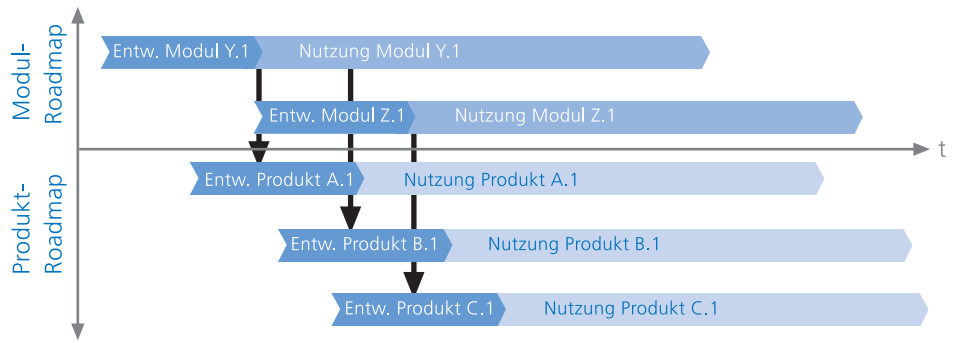 Modul-
Roadmap
Entw. Modul Y.1
Nutzung Modul Y.1
Entw. Modul Z.1
Nutzung Modul Z.1
t
Produkt-
Roadmap
Entw. Produkt A.1
Nutzung Produkt A.1
Entw. Produkt B.1
Nutzung Produkt B.1
Entw. Produkt C.1
Nutzung Produkt C.1